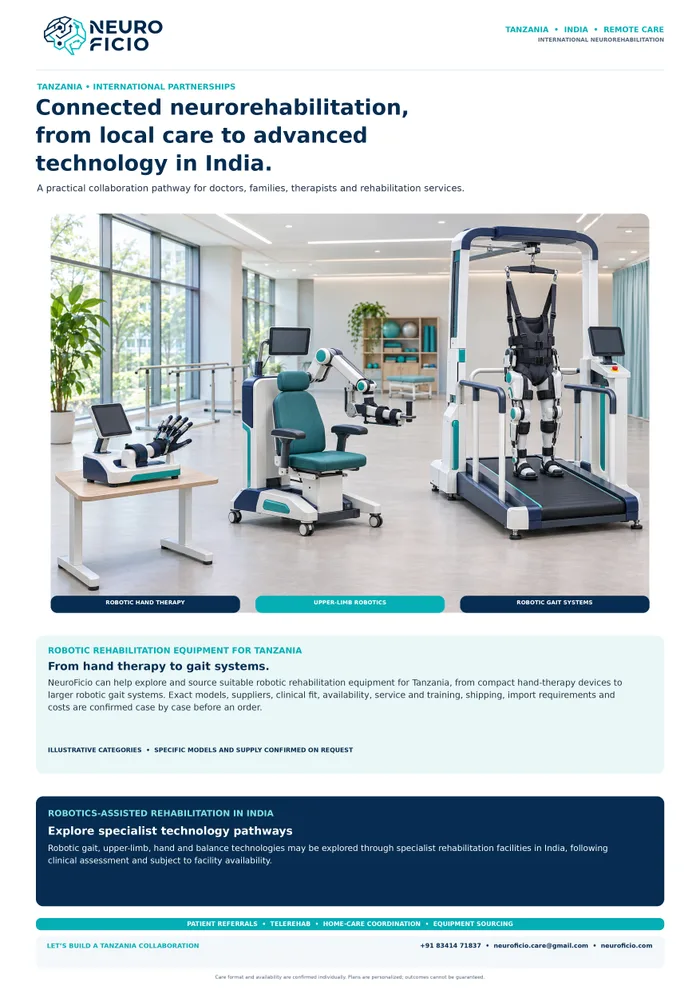 NEURO
FICIO
TANZANIA • INDIA • REMOTE CARE
INTERNATIONAL NEUROREHABILITATION
TANZANIA • INTERNATIONAL PARTNERSHIPS
Connected neurorehabilitation,
from local care to advanced
technology in India.
A practical collaboration pathway for doctors, families, therapists and rehabilitation services.
ROBOTIC HAND THERAPY
UPPER-LIMB ROBOTICS
ROBOTIC GAIT SYSTEMS
ROBOTIC REHABILITATION EQUIPMENT FOR TANZANIA
From hand therapy to gait systems.
NeuroFicio can help explore and source suitable robotic rehabilitation equipment for Tanzania, from compact hand-therapy devices to
larger robotic gait systems. Exact models, suppliers, clinical fit, availability, service and training, shipping, import requirements and
costs are confirmed case by case before an order.
ILLUSTRATIVE CATEGORIES • SPECIFIC MODELS AND SUPPLY CONFIRMED ON REQUEST
ROBOTICS-ASSISTED REHABILITATION IN INDIA
Explore specialist technology pathways
Robotic gait, upper-limb, hand and balance technologies may be explored through specialist rehabilitation facilities in India, following
clinical assessment and subject to facility availability.
PATIENT REFERRALS • TELEREHAB • HOME-CARE COORDINATION • EQUIPMENT SOURCING
LET'S BUILD A TANZANIA COLLABORATION
+91 83414 71837 • neuroficio.care@gmail.com • neuroficio.com
Care format and availability are confirmed individually. Plans are personalized; outcomes cannot be guaranteed.